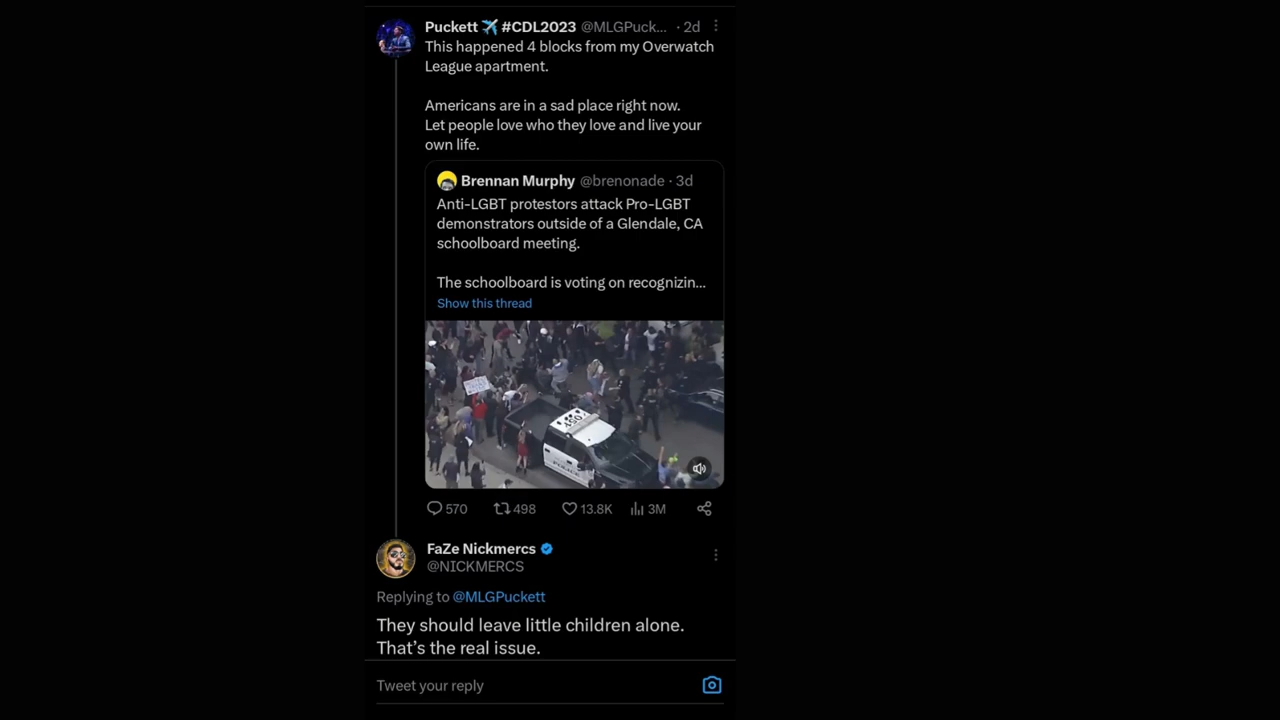 Puckett ✈️ #CDL2023 @MLGPuck... · 2d
This happened 4 blocks from my Overwatch
League apartment.
Americans are in a sad place right now.
Let people love who they love and live your
own life.
Brennan Murphy @brenonade · 3d
Anti-LGBT protestors attack Pro-LGBT
demonstrators outside of a Glendale, CA
schoolboard meeting.
The schoolboard is voting on recognizin...
Show this thread
570 498 13.8K 3M
FaZe Nickmercs
@NICKMERCS
Replying to @MLGPuckett
They should leave little children alone.
That’s the real issue.
Tweet your reply